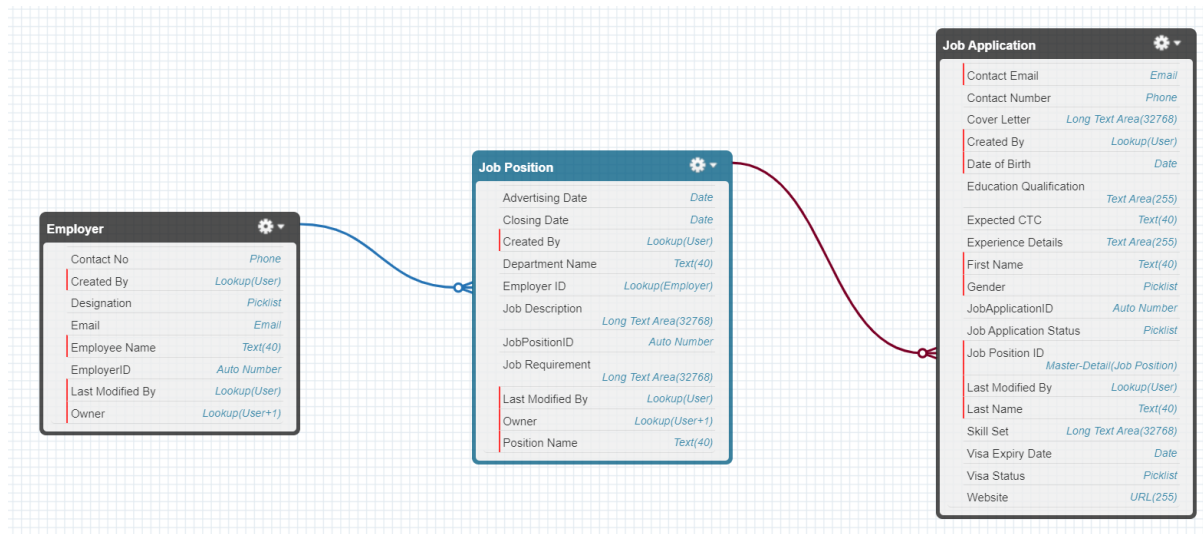 Employer
Contact No Phone
Created By Lookup(User)
Designation Picklist
Email Email
Employee Name Text(40)
EmployerID Auto Number
Last Modified By Lookup(User)
Owner Lookup(User+1)
Job Position
Advertising Date Date
Closing Date Date
Created By Lookup(User)
Department Name Text(40)
Employer ID Lookup(Employer)
Job Description
Long Text Area(32768)
JobPositionID Auto Number
Job Requirement
Long Text Area(32768)
Last Modified By Lookup(User)
Owner Lookup(User+1)
Position Name Text(40)
Job Application
Contact Email Email
Contact Number Phone
Cover Letter Long Text Area(32768)
Created By Lookup(User)
Date of Birth Date
Education Qualification
Text Area(255)
Expected CTC Text(40)
Experience Details Text Area(255)
First Name Text(40)
Gender Picklist
JobApplicationID Auto Number
Job Application Status Picklist
Job Position ID
Master-Detail(Job Position)
Last Modified By Lookup(User)
Last Name Text(40)
Skill Set Long Text Area(32768)
Visa Expiry Date Date
Visa Status Picklist
Website URL(255)